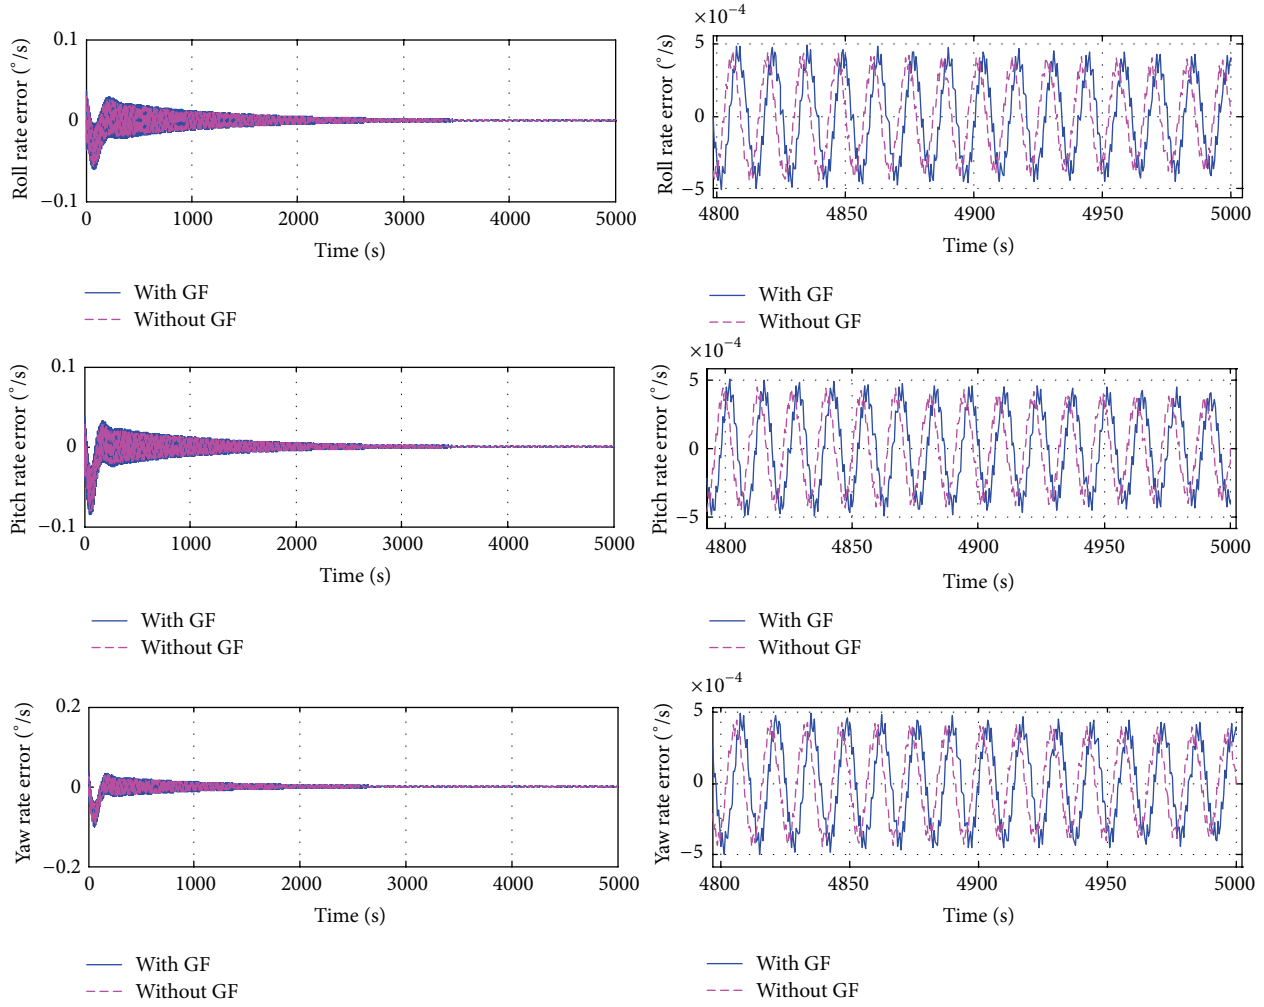 0.1
0
−0.1
Roll rate error (°/s)
0 1000 2000 3000 4000 5000
Time (s)
With GF
Without GF
×10−4
5
0
−5
Roll rate error (°/s)
4800 4850 4900 4950 5000
Time (s)
With GF
Without GF
0.1
0
−0.1
Pitch rate error (°/s)
0 1000 2000 3000 4000 5000
Time (s)
With GF
Without GF
×10−4
5
0
−5
Pitch rate error (°/s)
4800 4850 4900 4950 5000
Time (s)
With GF
Without GF
0.2
0
−0.2
Yaw rate error (°/s)
0 1000 2000 3000 4000 5000
Time (s)
With GF
Without GF
×10−4
5
0
−5
Yaw rate error (°/s)
4800 4850 4900 4950 5000
Time (s)
With GF
Without GF